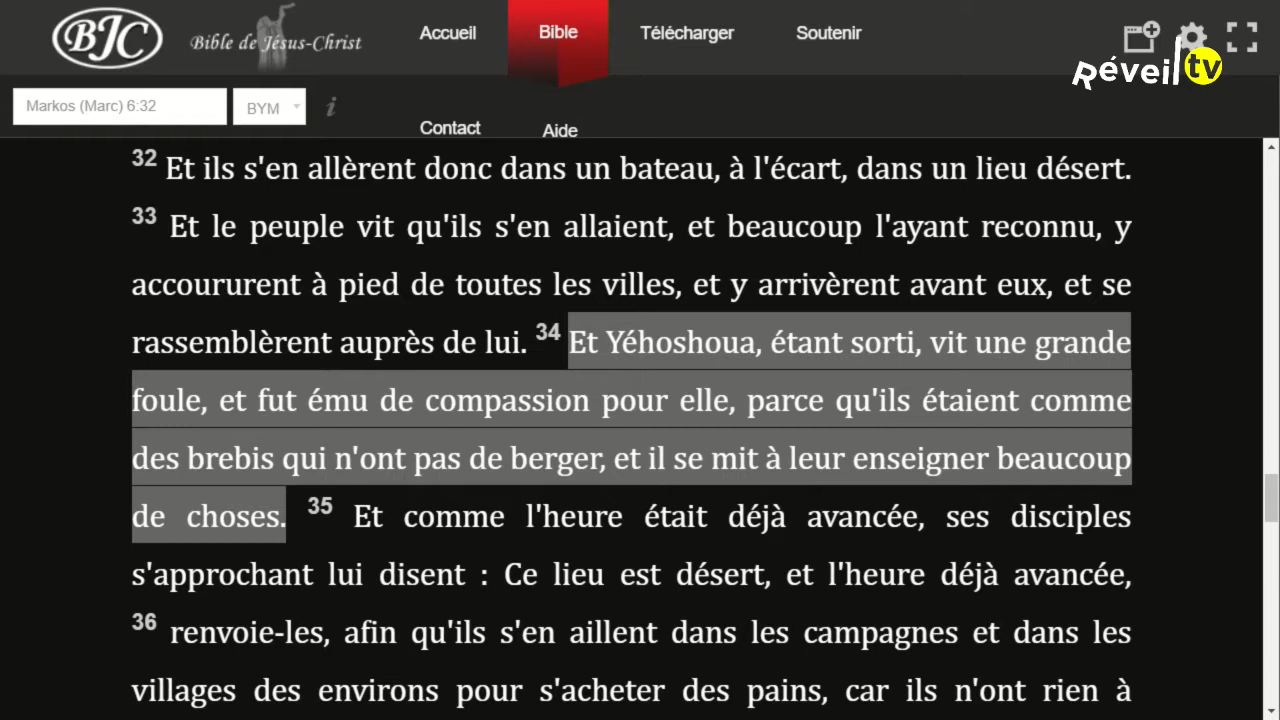 BJC
Bible de Jésus-Christ
Accueil
Bible
Télécharger
Soutenir
Réveil tv
Markos (Marc) 6:32
BYM
i
Contact
Aide
32 Et ils s'en allèrent donc dans un bateau, à l'écart, dans un lieu désert.
33 Et le peuple vit qu'ils s'en allaient, et beaucoup l'ayant reconnu, y
accoururent à pied de toutes les villes, et y arrivèrent avant eux, et se
rassemblèrent auprès de lui. 34 Et Yéhoshoua, étant sorti, vit une grande
foule, et fut ému de compassion pour elle, parce qu'ils étaient comme
des brebis qui n'ont pas de berger, et il se mit à leur enseigner beaucoup
de choses. 35 Et comme l'heure était déjà avancée, ses disciples
s'approchant lui disent : Ce lieu est désert, et l'heure déjà avancée,
36 renvoie-les, afin qu'ils s'en aillent dans les campagnes et dans les
villages des environs pour s'acheter des pains, car ils n'ont rien à